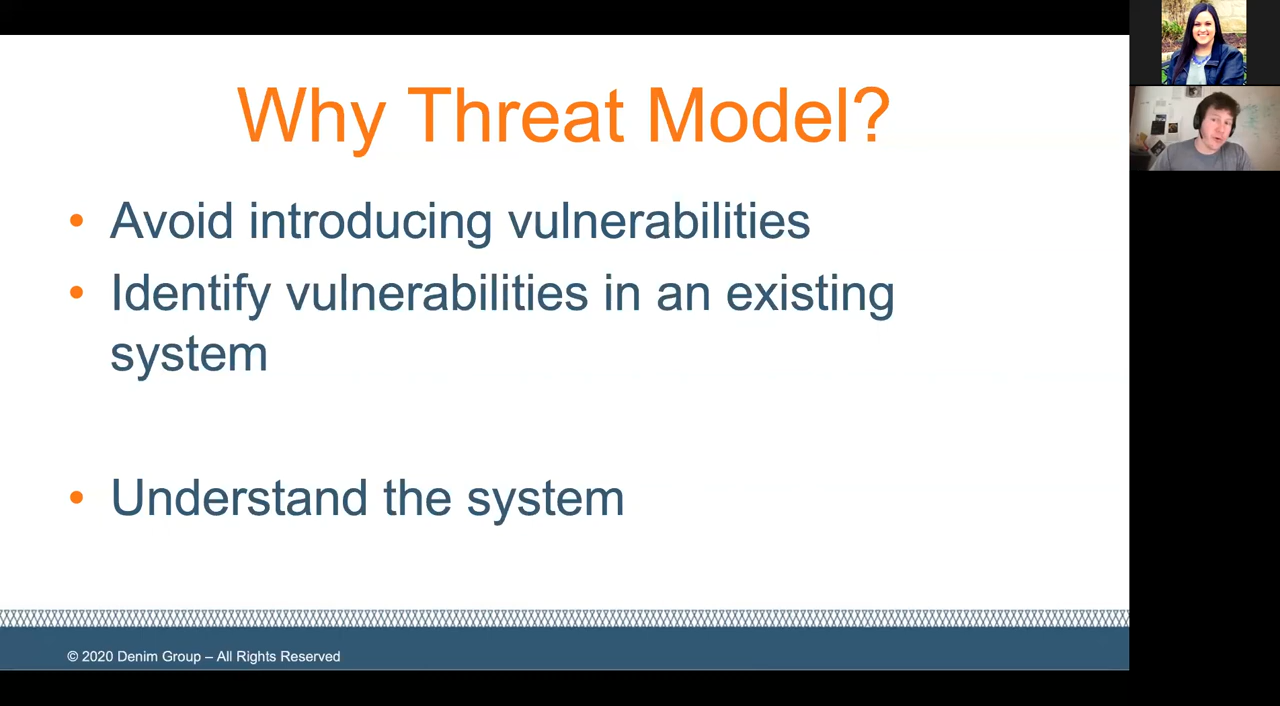 Why Threat Model?
• Avoid introducing vulnerabilities
• Identify vulnerabilities in an existing
system
• Understand the system
© 2020 Denim Group – All Rights Reserved